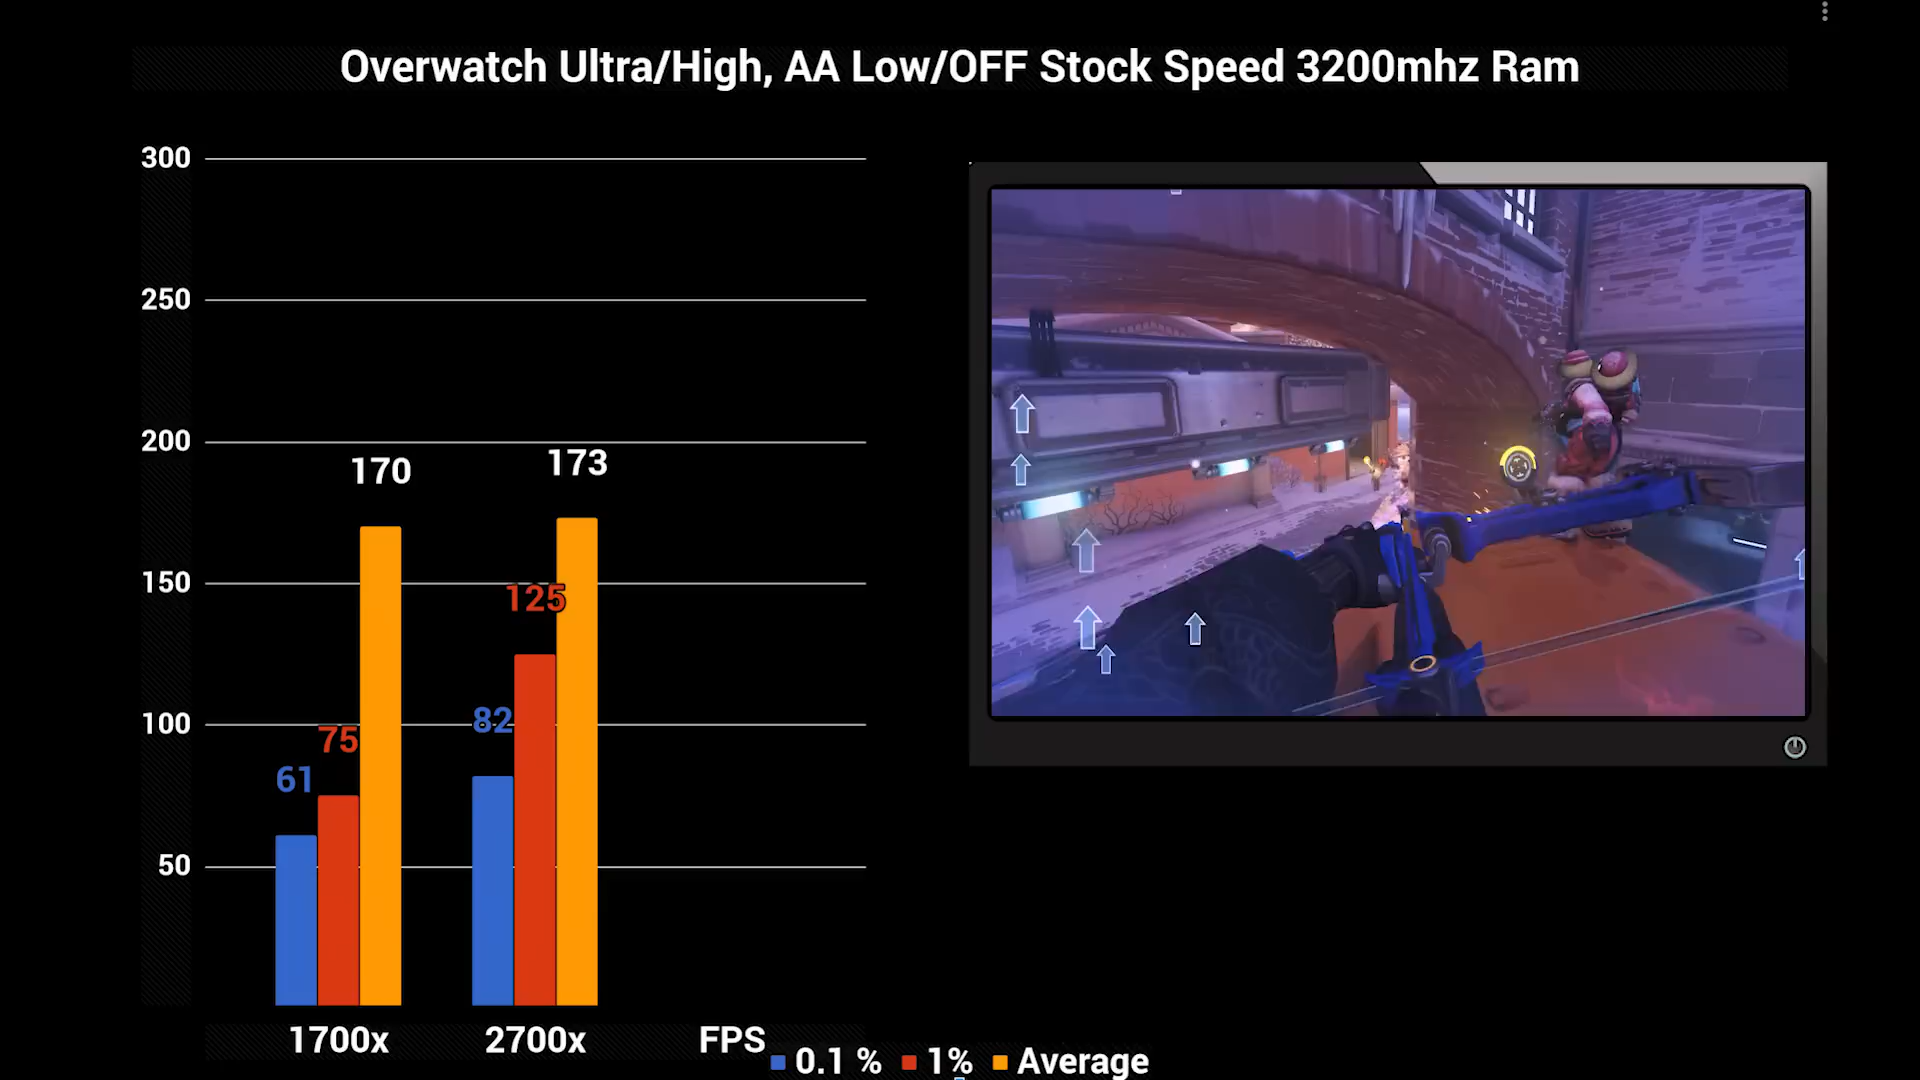 Overwatch Ultra/High, AA Low/OFF Stock Speed 3200mhz Ram
300
250
200
150
100
50
170
173
125
82
75
61
1700x
2700x
FPS
0.1 %
1%
Average